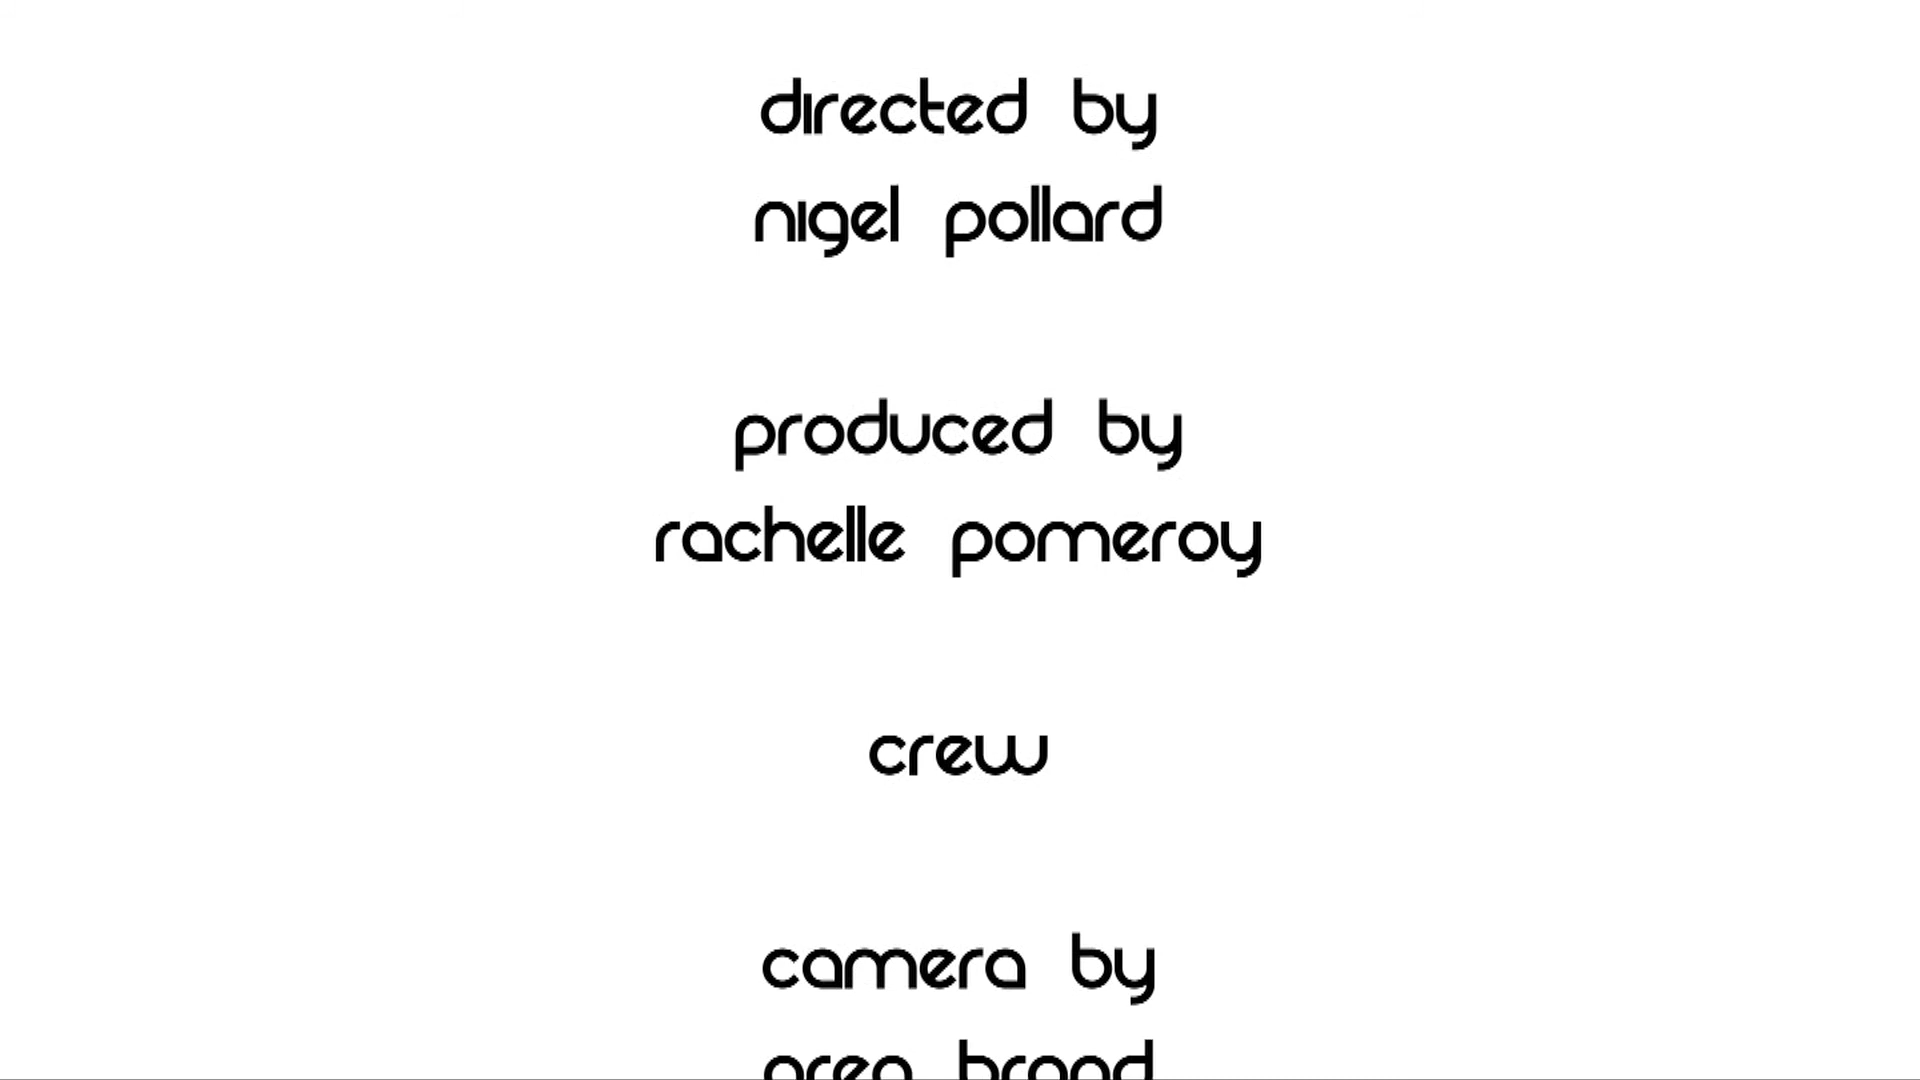 directed by
nigel pollard
produced by
rachelle pomeroy
crew
camera by